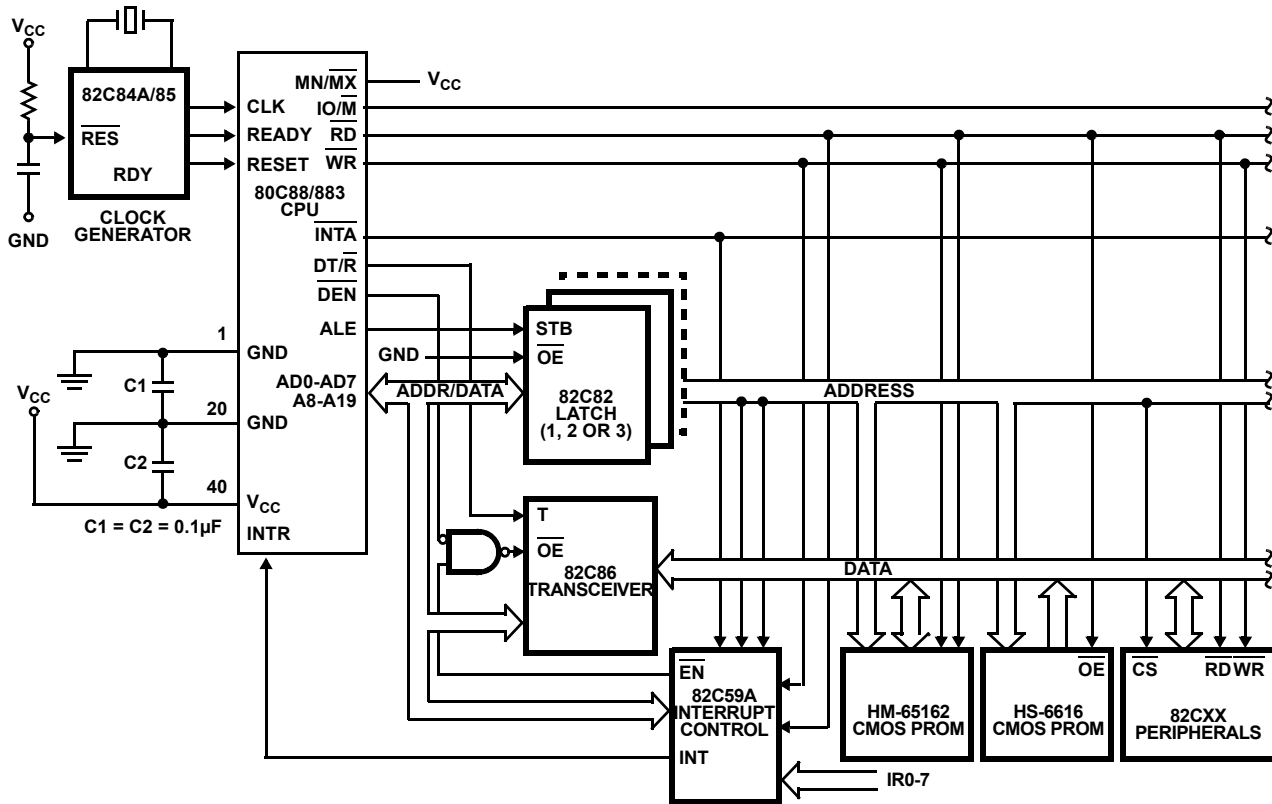 VCC
82C84A/85
RES
RDY
CLOCK
GENERATOR
GND
CLK
READY
RESET
80C88/883
CPU
MN/MX
VCC
IO/M
RD
WR
INTA
DT/R
DEN
ALE
1
GND
C1
AD0-AD7
A8-A19
VCC
20
GND
C2
40
VCC
C1 = C2 = 0.1µF
INTR
GND
ADDR/DATA
STB
OE
82C82
LATCH
(1, 2 OR 3)
ADDRESS
T
OE
82C86
TRANSCEIVER
DATA
EN
82C59A
INTERRUPT
CONTROL
INT
IR0-7
HM-65162
CMOS PROM
OE
HS-6616
CMOS PROM
CS
RD WR
82CXX
PERIPHERALS